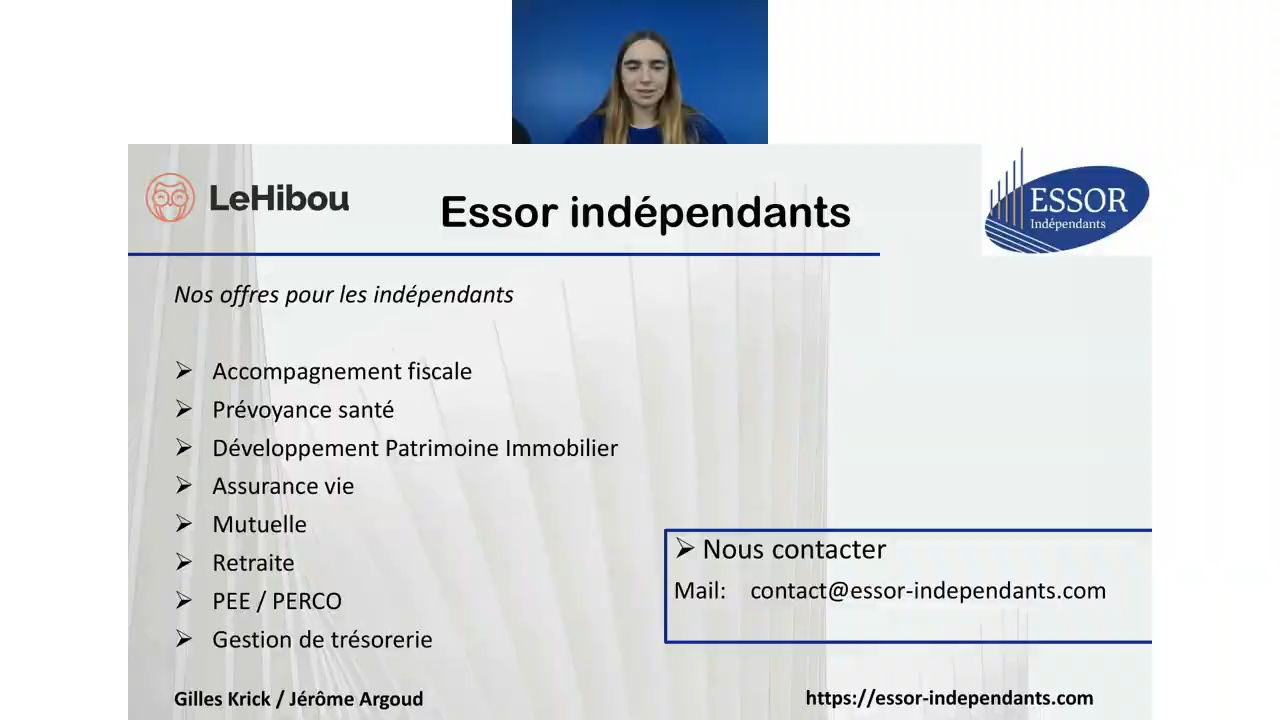 LeHibou
Essor indépendants
ESSOR
Indépendants
Nos offres pour les indépendants
➢ Accompagnement fiscale
➢ Prévoyance santé
➢ Développement Patrimoine Immobilier
➢ Assurance vie
➢ Mutuelle
➢ Retraite
➢ PEE / PERCO
➢ Gestion de trésorerie
➢ Nous contacter
Mail: contact@essor-independants.com
Gilles Krick / Jérôme Argoud
https://essor-independants.com